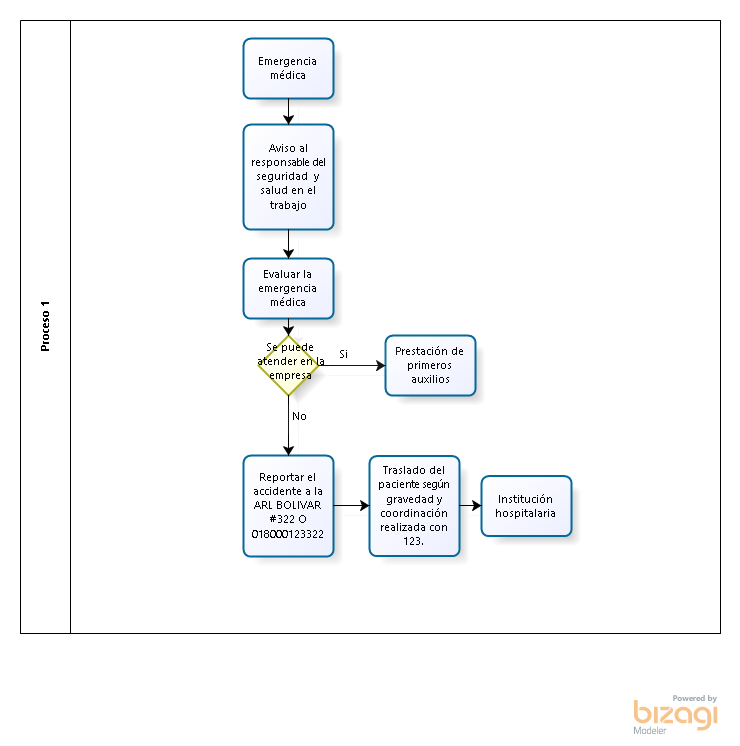 Proceso 1
Emergencia
médica
Aviso al
responsable del
seguridad y
salud en el
trabajo
Evaluar la
emergencia
médica
Se puede
atender en la
empresa
Si
Prestación de
primeros
auxilios
No
Reportar el
accidente a la
ARL BOLIVAR
#322 O
018000123322
Traslado del
paciente según
gravedad y
coordinación
realizada con
123.
Institución
hospitalaria
Powered by
bizagi
Modeler